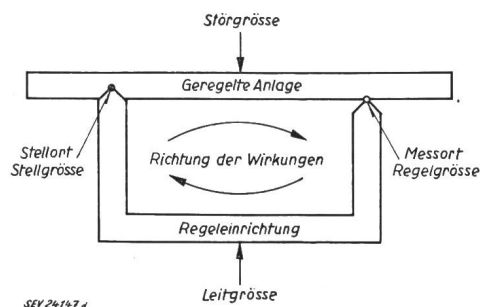 Störgrösse
Geregelte Anlage
Stellort
Stellgrösse
Richtung der Wirkungen
Messort
Regelgrösse
Regeleinrichtung
Leitgrösse
SEV 24147 d